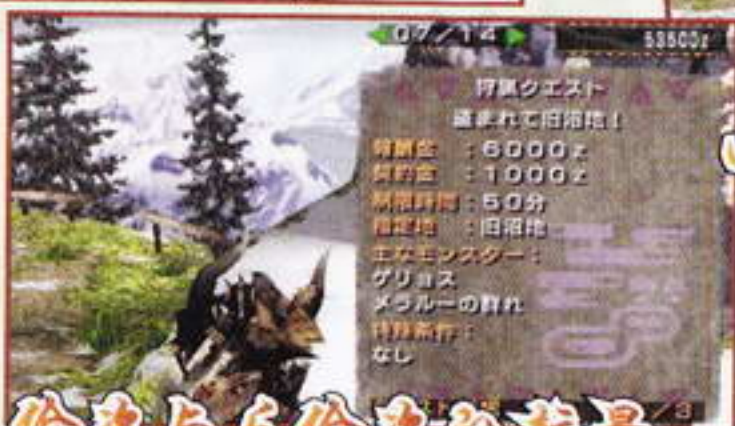 07/14
53500z
狩猟クエスト
盗まれて旧沼地！
報酬金 ：6000z
契約金 ：1000z
制限時間：50分
指定地 ：旧沼地
主なモンスター：
ゲリョス
メラルーの群れ
特殊条件：
なし
/3